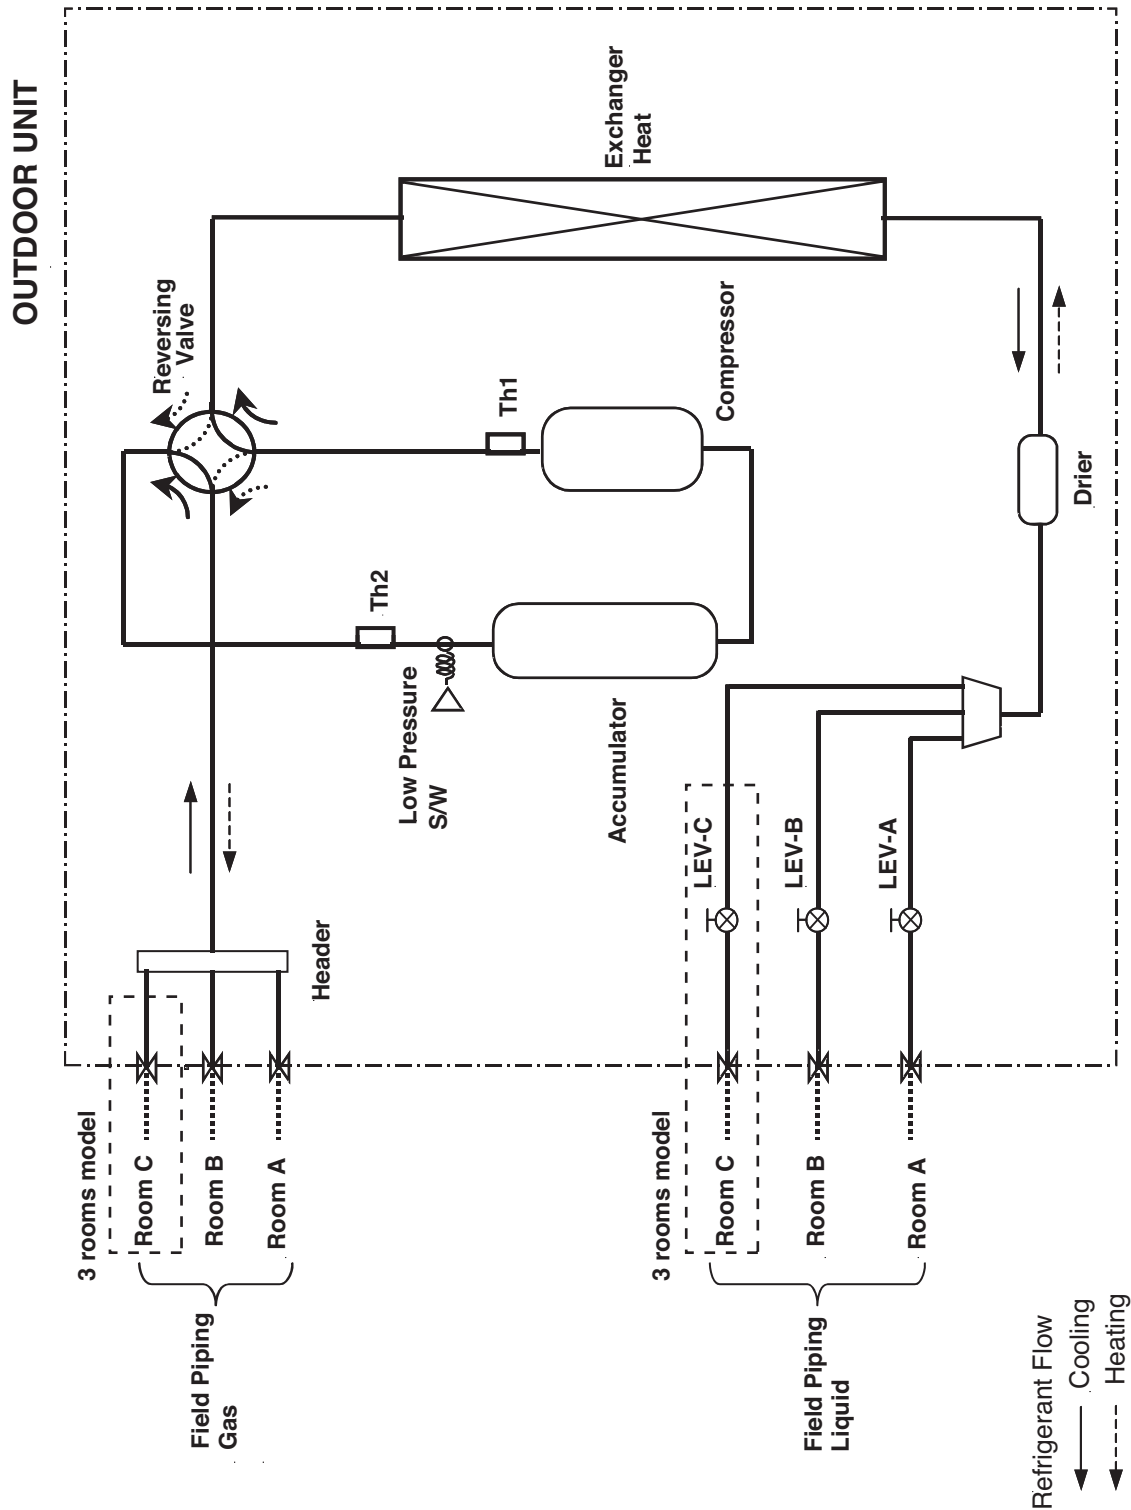 OUTDOOR UNIT
Exchanger
Heat
Reversing
Valve
Compressor
Th1
Drier
Th2
Low Pressure
S/W
Accumulator
LEV-C
LEV-B
LEV-A
Header
3 rooms model
Room C
Room B
Room A
Field Piping
Gas
3 rooms model
Room C
Room B
Room A
Field Piping
Liquid
Refrigerant Flow
Cooling
Heating